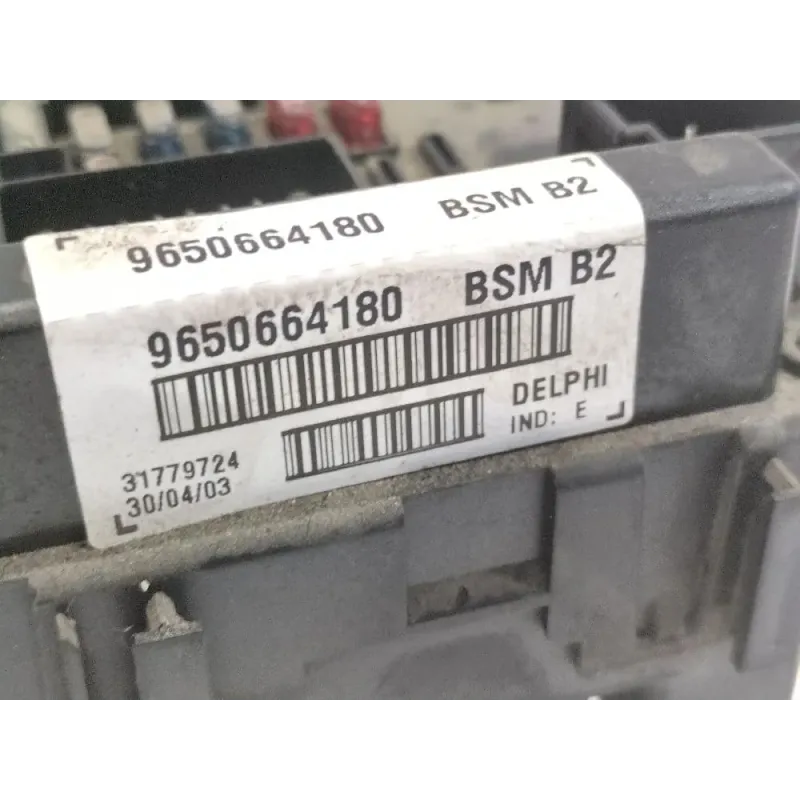 9650664180 BSM B2
9650664180 BSM B2
DELPHI
IND: E
31779724
30/04/03